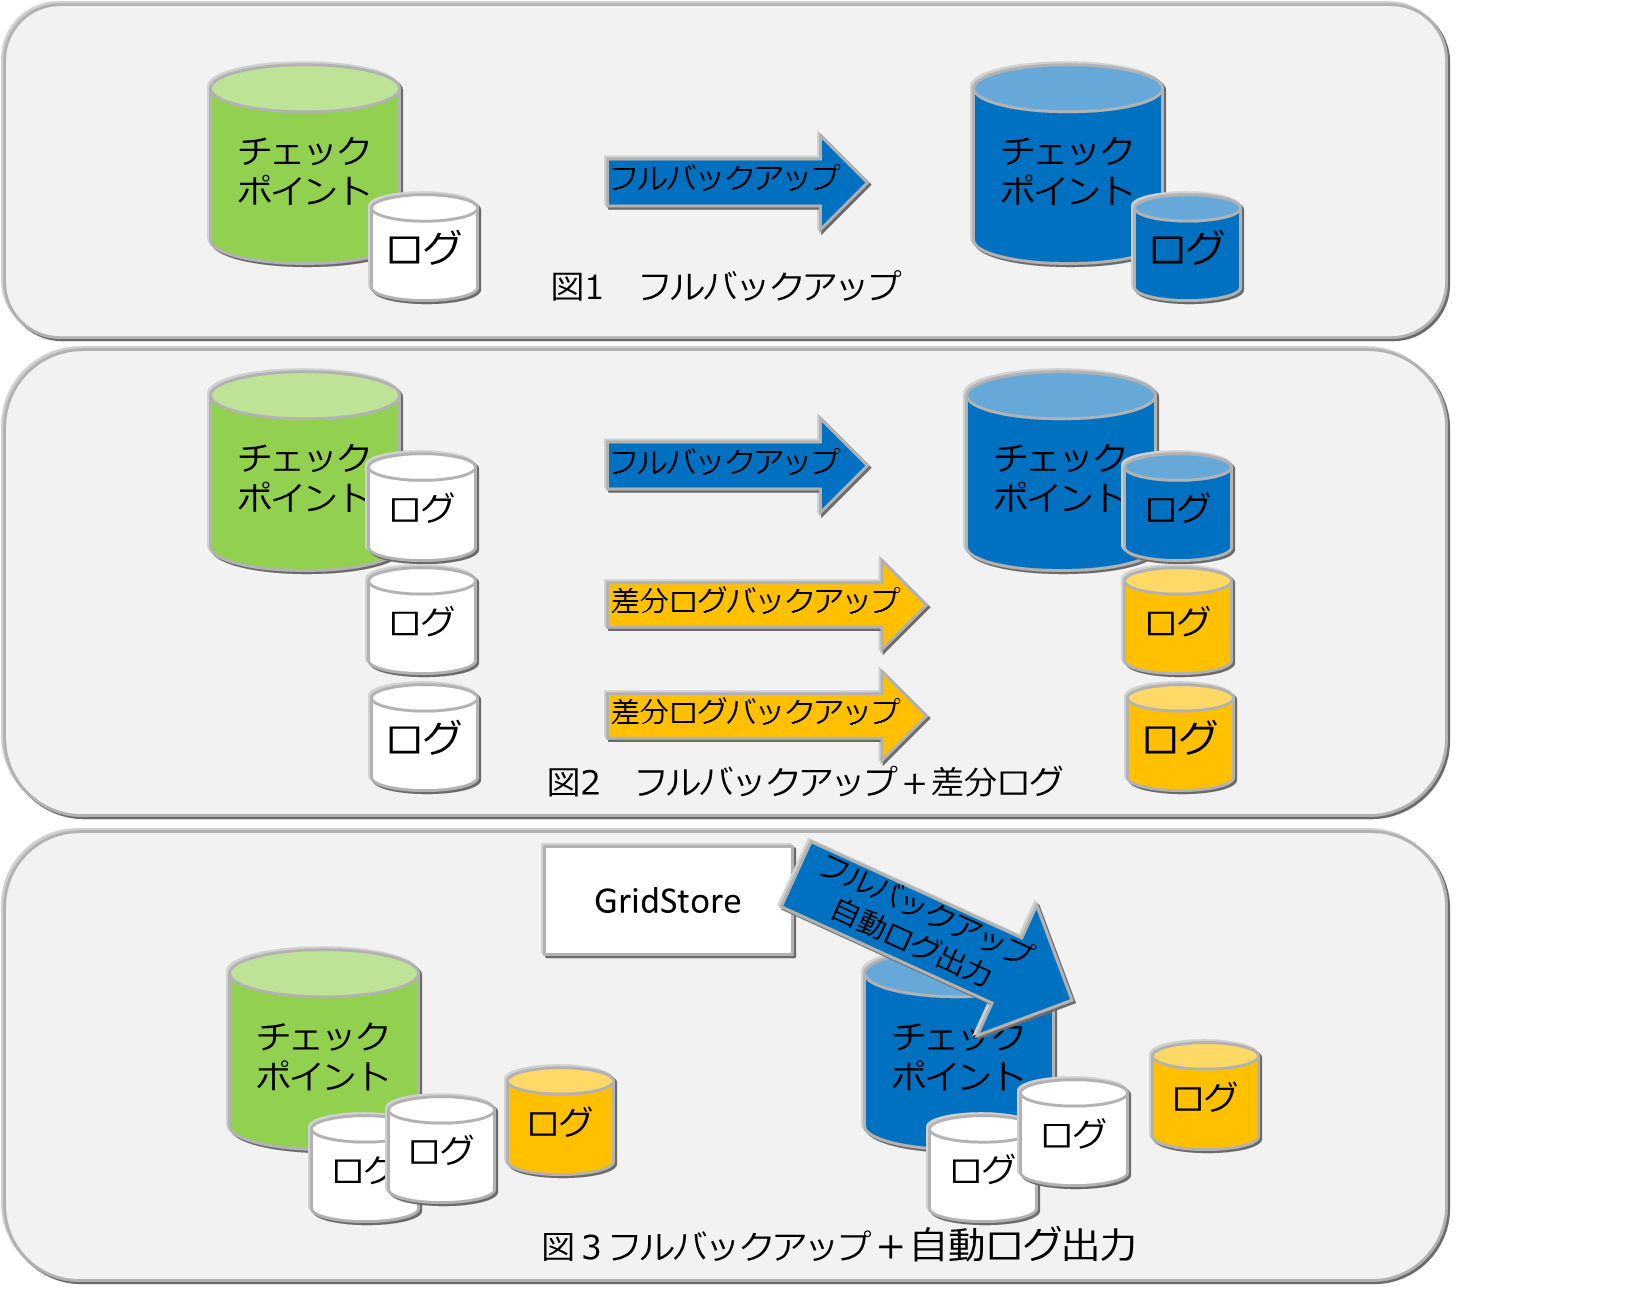 チェック
ポイント
ログ
フルバックアップ
チェック
ポイント
ログ
図1　フルバックアップ
チェック
ポイント
ログ
ログ
ログ
フルバックアップ
差分ログバックアップ
差分ログバックアップ
チェック
ポイント
ログ
ログ
ログ
図2　フルバックアップ＋差分ログ
GridStore
フルバックアップ
自動ログ出力
チェック
ポイント
ログ
ログ
ログ
チェック
ポイント
ログ
ログ
ログ
図３フルバックアップ＋自動ログ出力